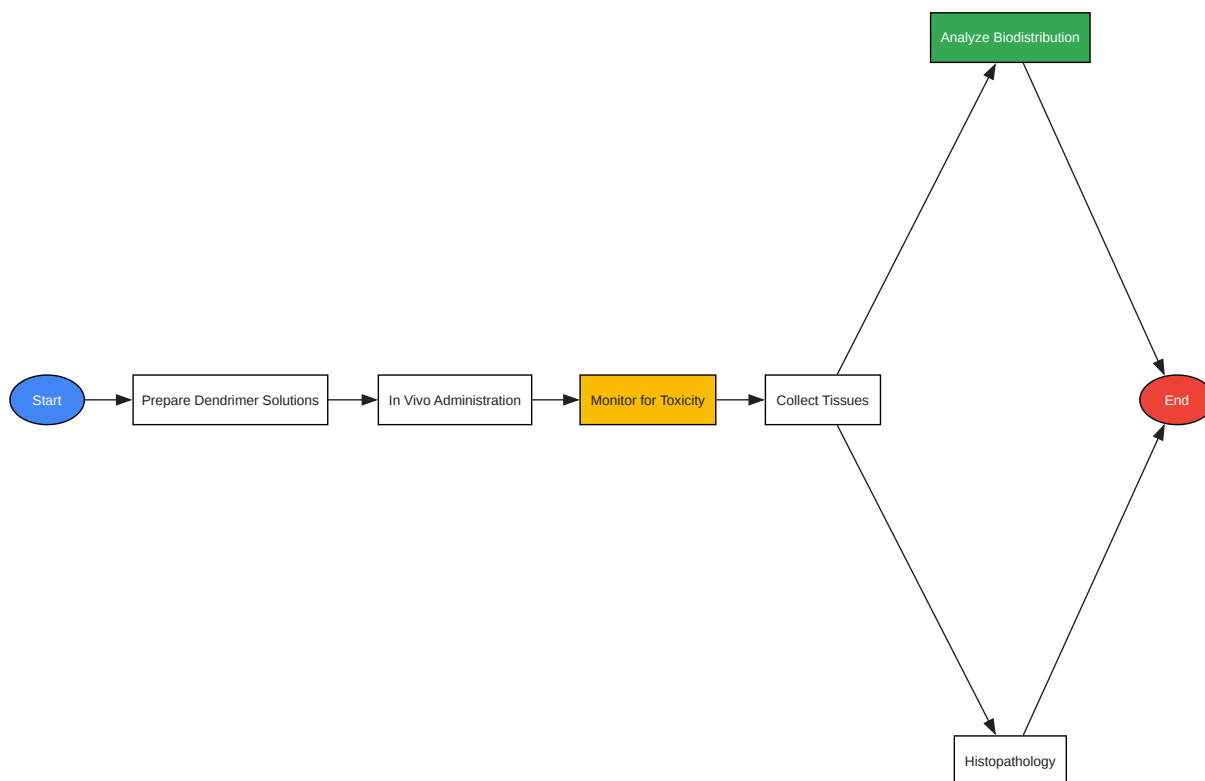 Analyze Biodistribution
Start
Prepare Dendrimer Solutions
In Vivo Administration
Monitor for Toxicity
Collect Tissues
End
Histopathology